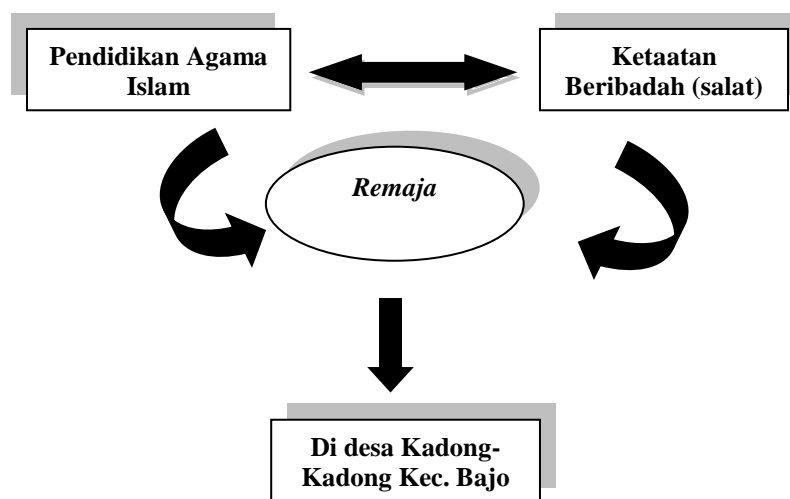 Pendidikan Agama
Islam
Ketaatan
Beribadah (salat)
Remaja
Di desa Kadong-
Kadong Kec. Bajo